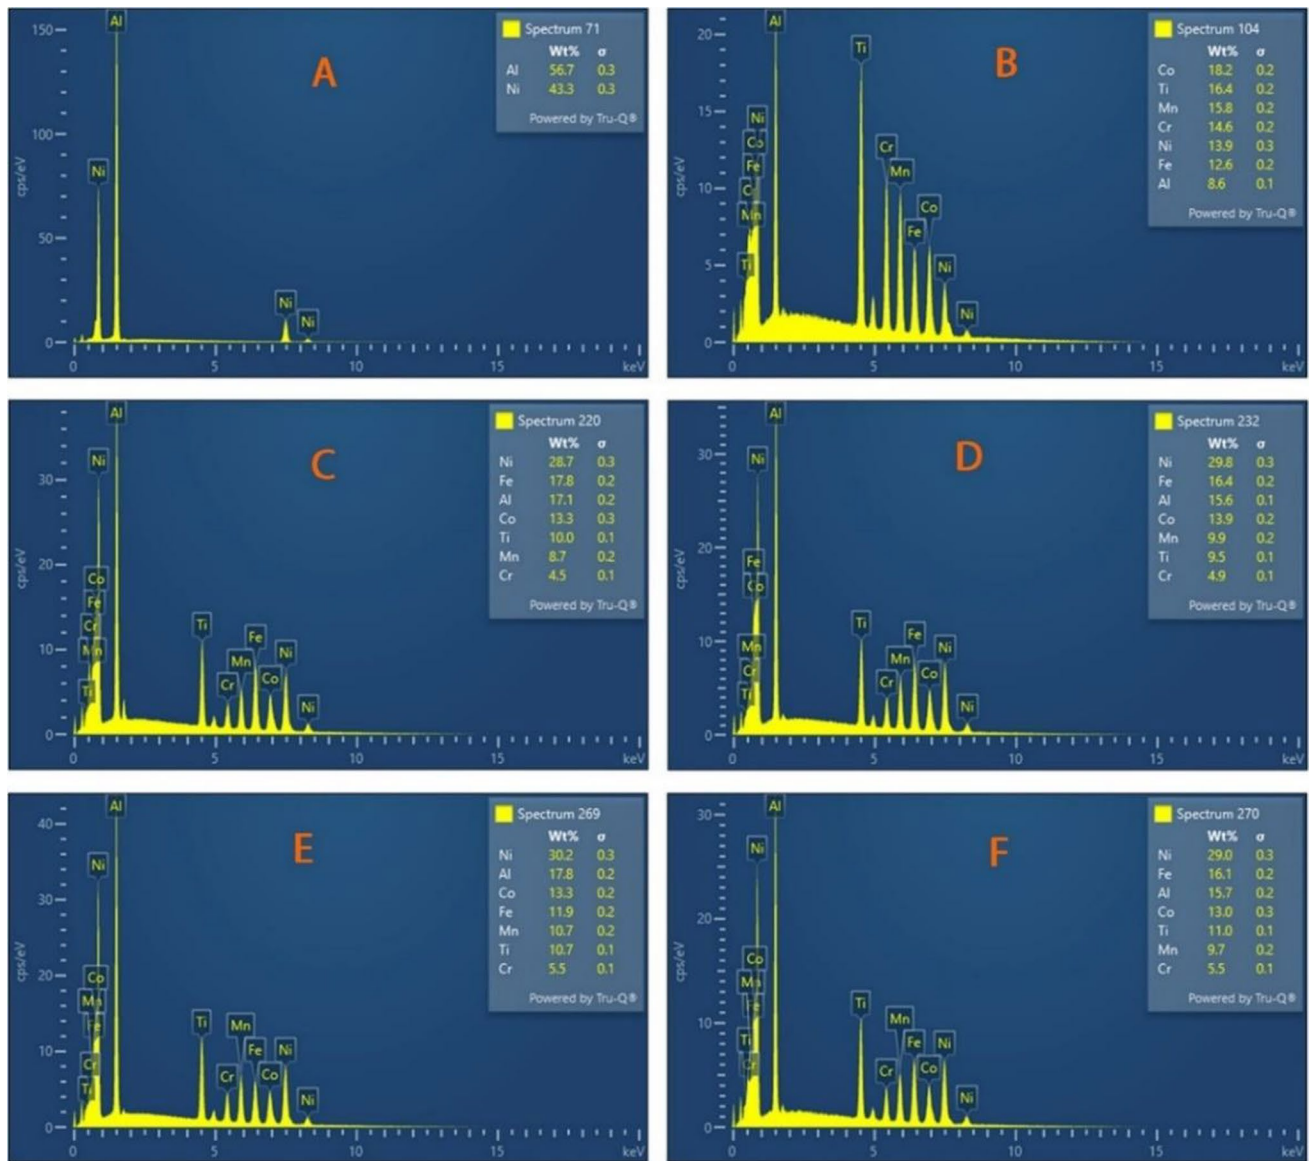 A
Spectrum 71
Wt% σ
Al 56.7 0.3
Ni 43.3 0.3
Powered by Tru-Q®
cps/eV
150
100
50
0
Al
Ni
Ni
Ni
0 5 10 15 keV
B
Spectrum 104
Wt% σ
Co 18.2 0.2
Ti 16.4 0.2
Mn 15.8 0.2
Cr 14.6 0.2
Ni 13.9 0.3
Fe 12.6 0.2
Al 8.6 0.1
Powered by Tru-Q®
cps/eV
20
15
10
5
0
Al
Ti
Ni
Co
Fe
Mn
Ti
Cr
Mn
Fe
Co
Ni
Ni
0 5 10 15 keV
C
Spectrum 220
Wt% σ
Ni 28.7 0.3
Fe 17.8 0.2
Al 17.1 0.2
Co 13.3 0.3
Ti 10.0 0.1
Mn 8.7 0.2
Cr 4.5 0.1
Powered by Tru-Q®
cps/eV
30
20
10
0
Al
Ni
Co
Fe
Cr
Mn
Ti
Ti
Cr
Mn
Fe
Co
Ni
Ni
0 5 10 15 keV
D
Spectrum 232
Wt% σ
Ni 29.8 0.3
Fe 16.4 0.2
Al 15.6 0.1
Co 13.9 0.2
Mn 9.9 0.2
Ti 9.5 0.1
Cr 4.9 0.1
Powered by Tru-Q®
cps/eV
30
20
10
0
Al
Ni
Fe
Co
Mn
Cr
Ti
Ti
Cr
Mn
Fe
Co
Ni
Ni
0 5 10 15 keV
E
Spectrum 269
Wt% σ
Ni 30.2 0.3
Al 17.8 0.2
Co 13.3 0.2
Fe 11.9 0.2
Mn 10.7 0.2
Ti 10.7 0.1
Cr 5.5 0.1
Powered by Tru-Q®
cps/eV
40
30
20
10
0
Al
Ni
Co
Mn
Fe
Cr
Ti
Ti
Cr
Mn
Fe
Co
Ni
Ni
0 5 10 15 keV
F
Spectrum 270
Wt% σ
Ni 29.0 0.3
Fe 16.1 0.2
Al 15.7 0.2
Co 13.0 0.3
Ti 11.0 0.1
Mn 9.7 0.2
Cr 5.5 0.1
Powered by Tru-Q®
cps/eV
30
20
10
0
Al
Ni
Co
Mn
Fe
Ti
Cr
Ti
Cr
Mn
Fe
Co
Ni
Ni
0 5 10 15 keV